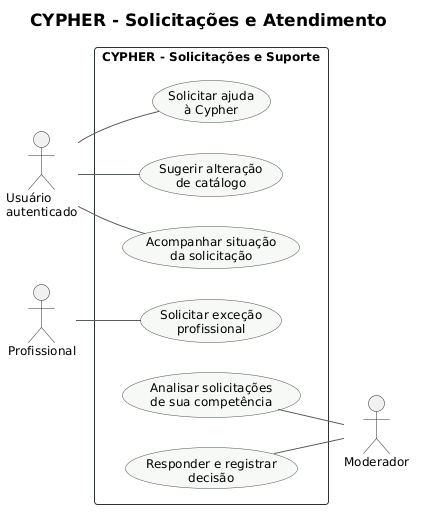 CYPHER - Solicitações e Atendimento
CYPHER - Solicitações e Suporte
Solicitar ajuda
à Cypher
Sugerir alteração
de catálogo
Usuário
autenticado
Acompanhar situação
da solicitação
Solicitar exceção
profissional
Profissional
Analisar solicitações
de sua competência
Responder e registrar
decisão
Moderador